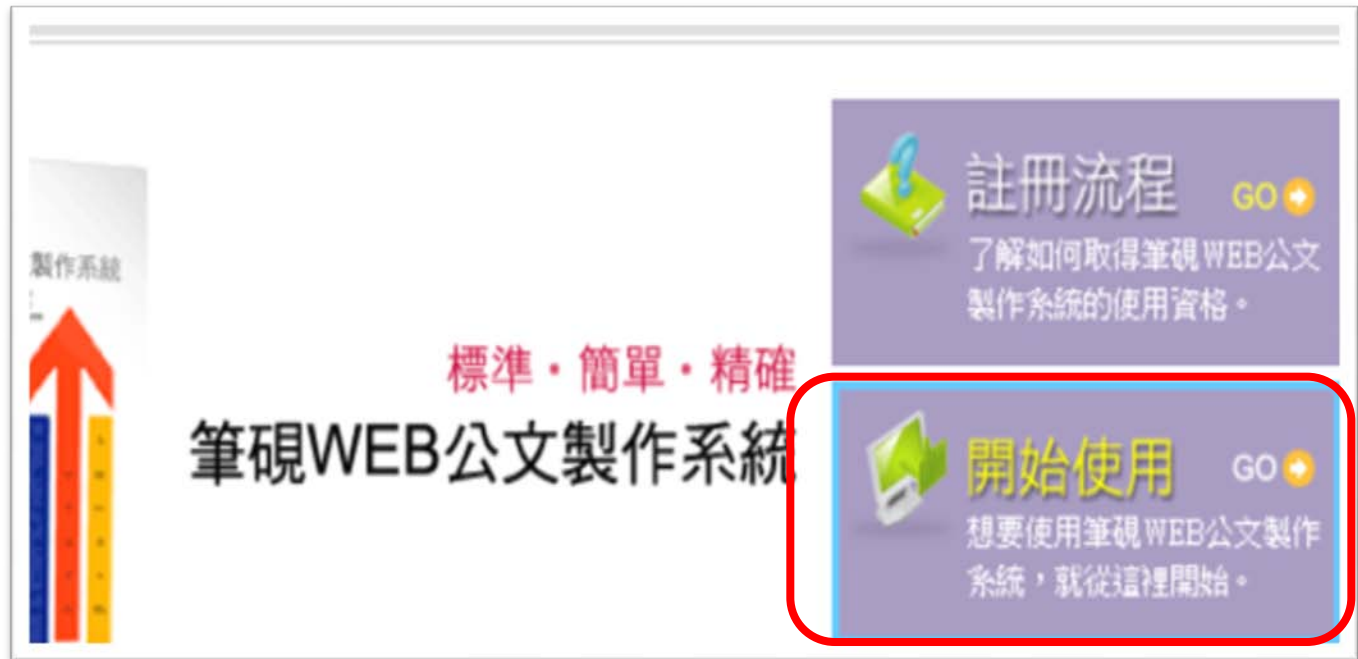 製作系統
標準・簡單・精確
筆硯WEB公文製作系統
註冊流程 GO
了解如何取得筆硯WEB公文
製作系統的使用資格。
開始使用 GO
想要使用筆硯WEB公文製作
系統，就從這裡開始。